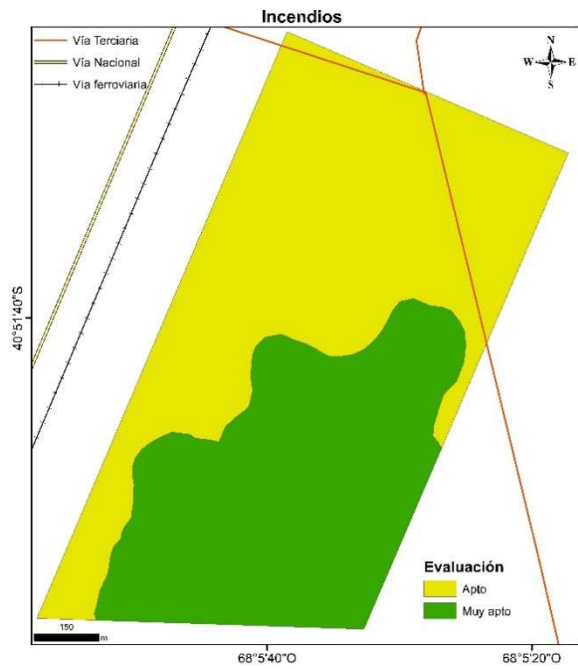 Incendios
Vía Terciaria
Vía Nacional
Vía ferroviaria
N
W E
S
40°51'40"S
Evaluación
Apto
Muy apto
150
m
68°5'40"O
68°5'20"O